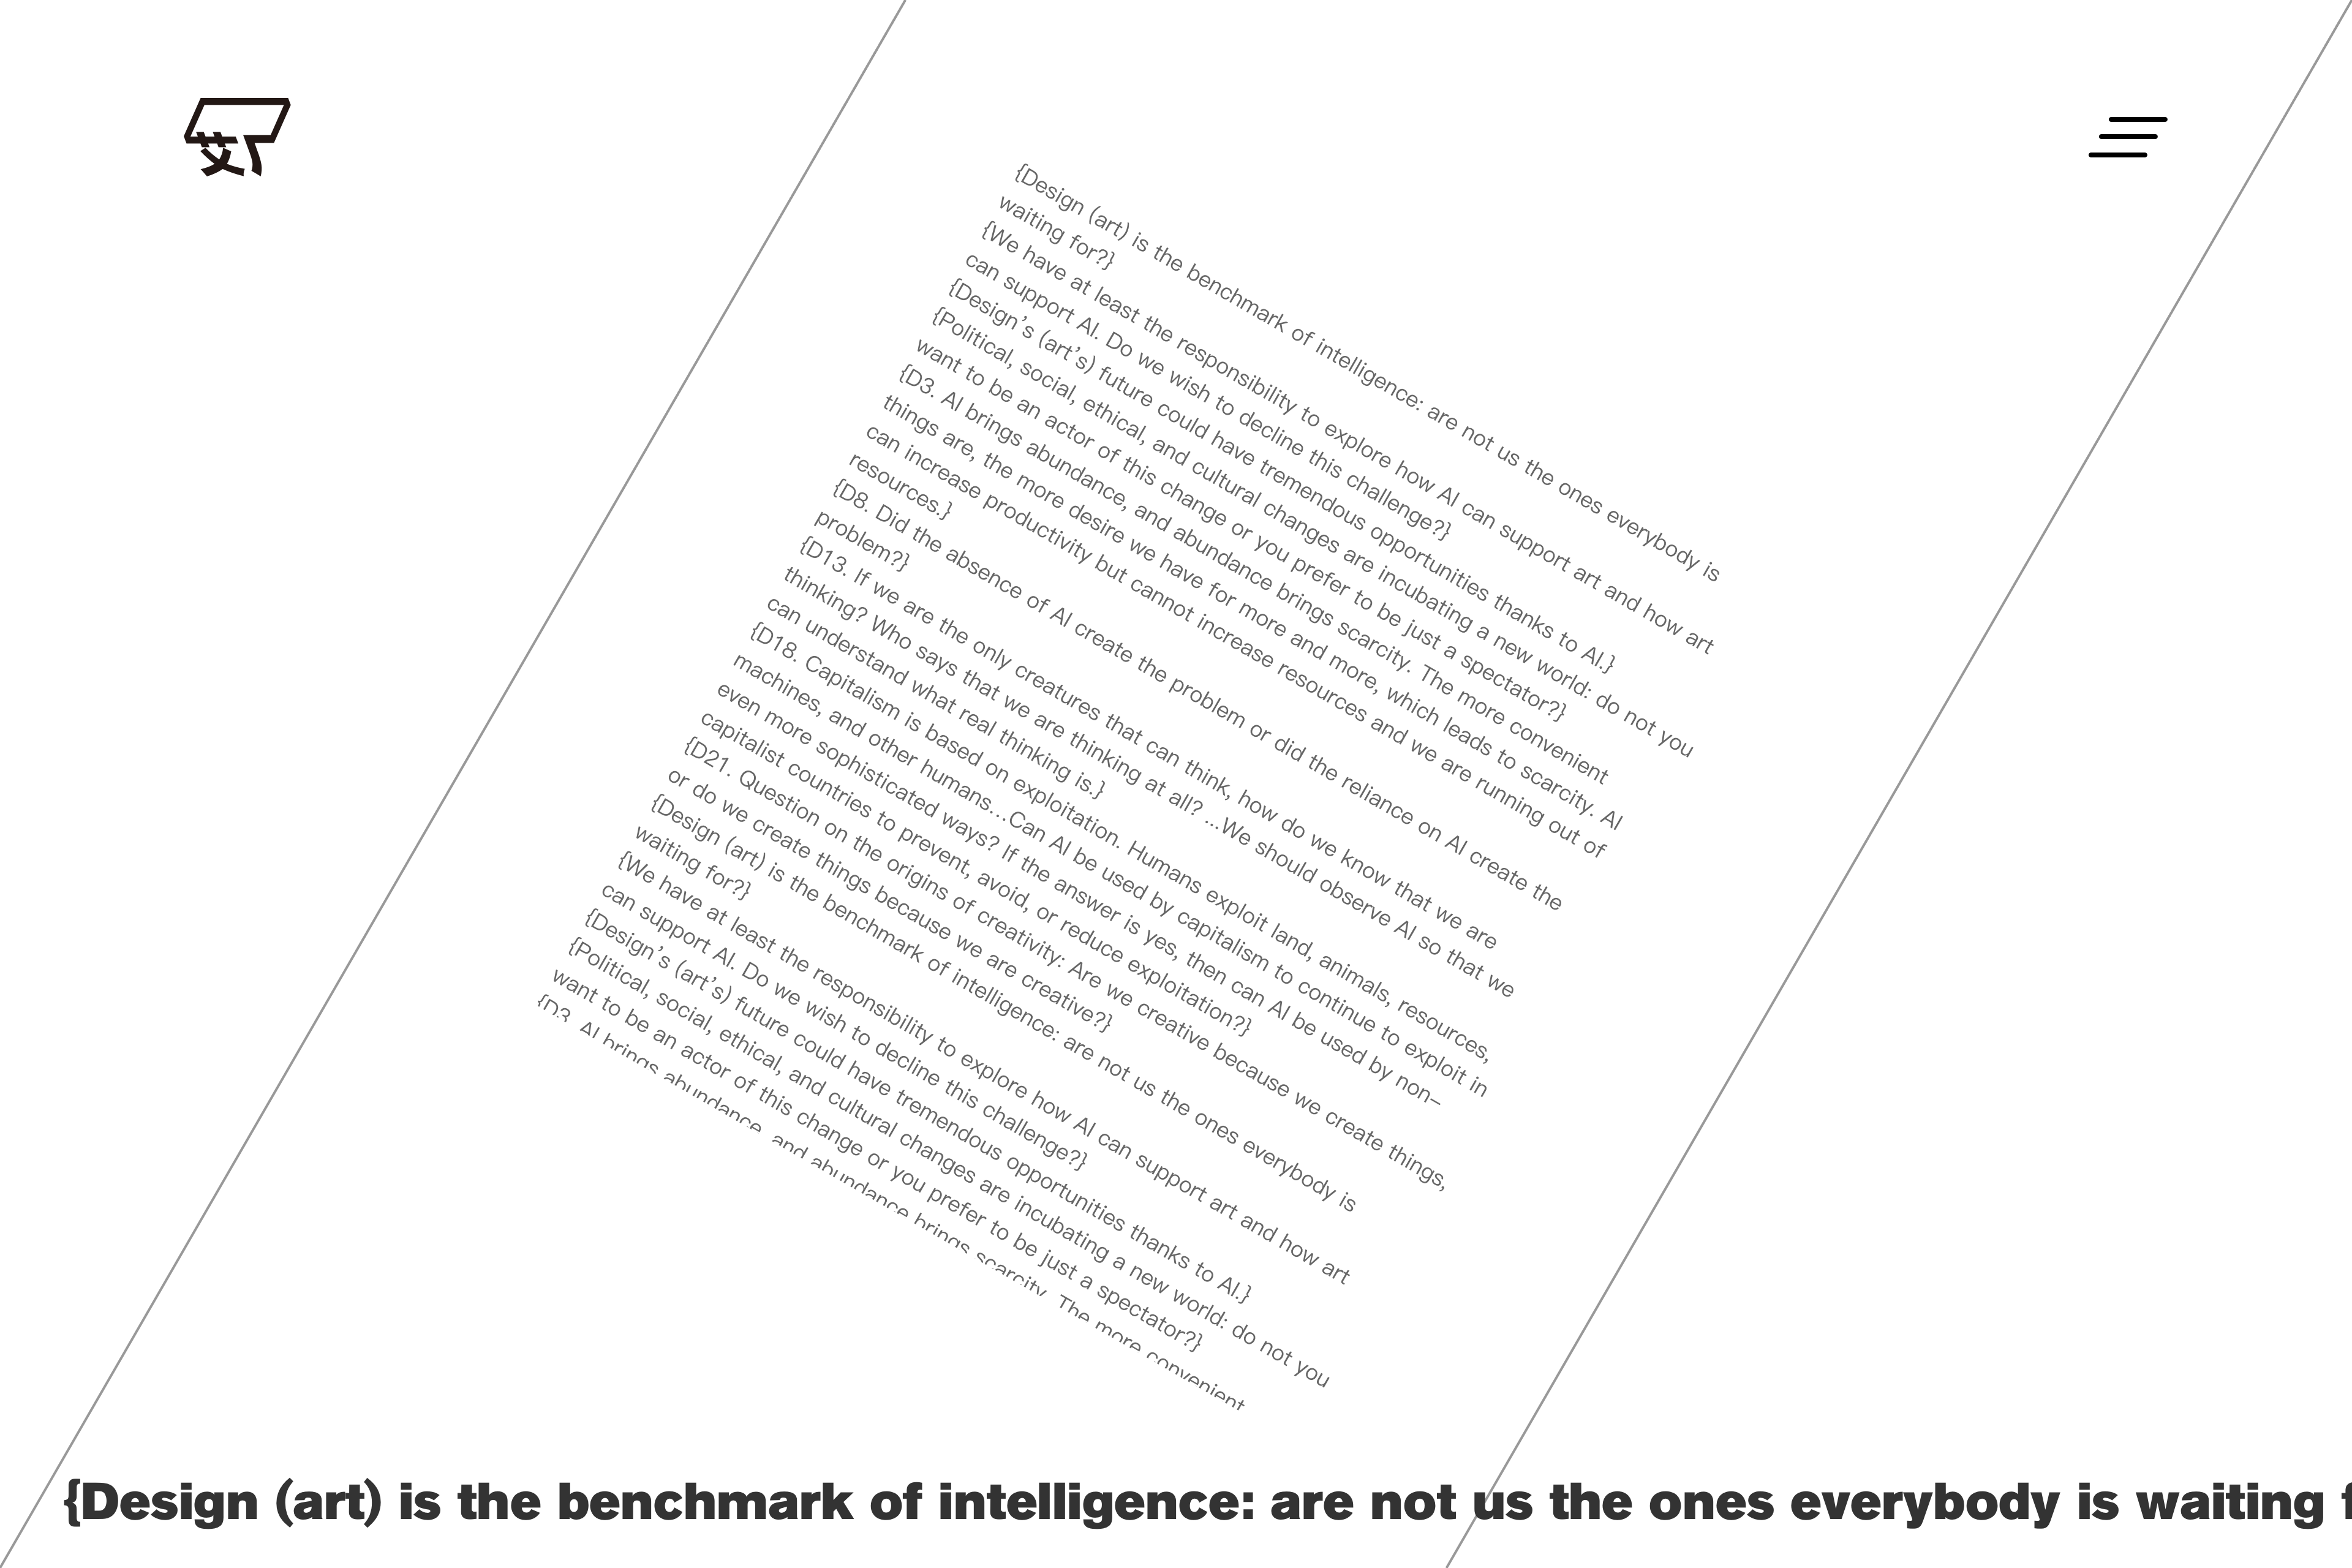 {Design (art) is the benchmark of intelligence: are not us the ones everybody is
waiting for?}
{We have at least the responsibility to explore how AI can support art and how art
can support AI. Do we wish to decline this challenge?}
{Design’s (art’s) future could have tremendous opportunities thanks to AI.}
{Political, social, ethical, and cultural changes are incubating a new world: do not you
want to be an actor of this change or you prefer to be just a spectator?}
{D3. AI brings abundance, and abundance brings scarcity. The more convenient
things are, the more desire we have for more and more, which leads to scarcity. AI
can increase productivity but cannot increase resources and we are running out of
resources.}
{D8. Did the absence of AI create the problem or did the reliance on AI create the
problem?}
{D13. If we are the only creatures that can think, how do we know that we are
thinking? Who says that we are thinking at all? ...We should observe AI so that we
can understand what real thinking is.}
{D18. Capitalism is based on exploitation. Humans exploit land, animals, resources,
machines, and other humans...Can AI be used by capitalism to continue to exploit in
even more sophisticated ways? If the answer is yes, then can AI be used by non–
capitalist countries to prevent, avoid, or reduce exploitation?}
{D21. Question on the origins of creativity: Are we creative because we create things,
or do we create things because we are creative?}
{Design (art) is the benchmark of intelligence: are not us the ones everybody is
waiting for?}
{We have at least the responsibility to explore how AI can support art and how art
can support AI. Do we wish to decline this challenge?}
{Design’s (art’s) future could have tremendous opportunities thanks to AI.}
{Political, social, ethical, and cultural changes are incubating a new world: do not you
want to be an actor of this change or you prefer to be just a spectator?}
{D3. AI brings abundance, and abundance brings scarcity. The more convenient
{Design (art) is the benchmark of intelligence: are not us the ones everybody is waiting f